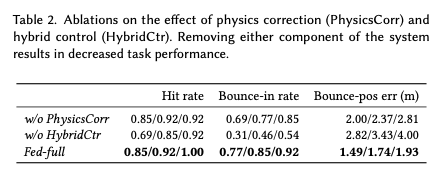 Table 2. Ablations on the effect of physics correction (PhysicsCorr) and
hybrid control (HybridCtr). Removing either component of the system
results in decreased task performance.
Hit rate Bounce-in rate Bounce-pos err (m)
w/o PhysicsCorr 0.85/0.92/0.92 0.69/0.77/0.85 2.00/2.37/2.81
w/o HybridCtr 0.69/0.85/0.92 0.31/0.46/0.54 2.82/3.43/4.00
Fed-full 0.85/0.92/1.00 0.77/0.85/0.92 1.49/1.74/1.93